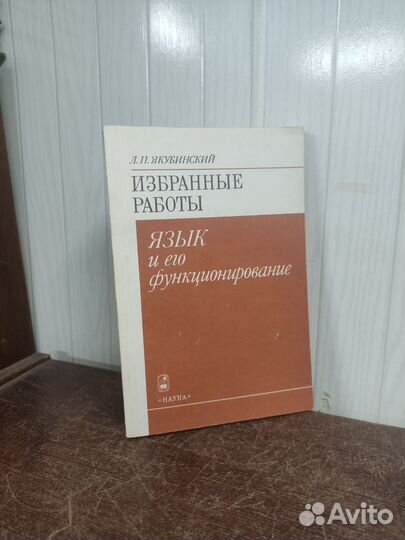 Л. П. ЯКУБИНСКИЙ
ИЗБРАННЫЕ
РАБОТЫ
ЯЗЫК
и его
функционирование
«НАУКА»
Avito